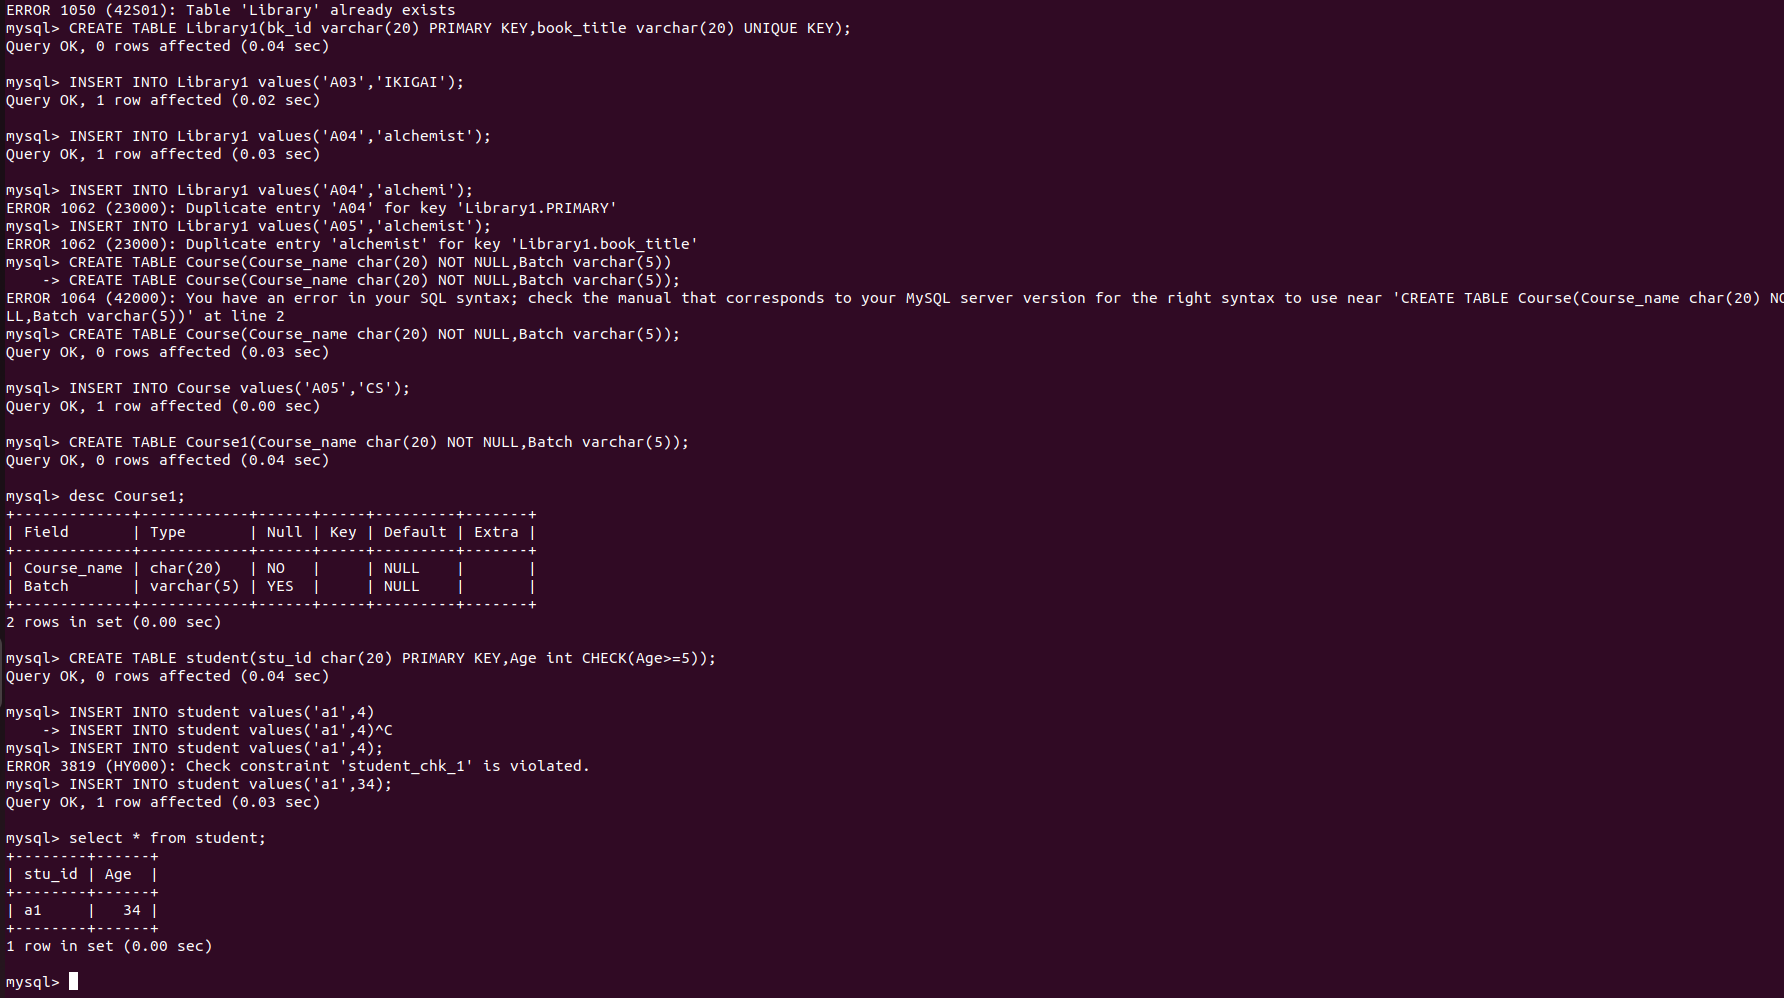 ERROR 1050 (42S01): Table 'Library' already exists
mysql> CREATE TABLE Library1(bk_id varchar(20) PRIMARY KEY,book_title varchar(20) UNIQUE KEY);
Query OK, 0 rows affected (0.04 sec)

mysql> INSERT INTO Library1 values('A03','IKIGAI');
Query OK, 1 row affected (0.02 sec)

mysql> INSERT INTO Library1 values('A04','alchemist');
Query OK, 1 row affected (0.03 sec)

mysql> INSERT INTO Library1 values('A04','alchemi');
ERROR 1062 (23000): Duplicate entry 'A04' for key 'Library1.PRIMARY'
mysql> INSERT INTO Library1 values('A05','alchemist');
ERROR 1062 (23000): Duplicate entry 'alchemist' for key 'Library1.book_title'
mysql> CREATE TABLE Course(Course_name char(20) NOT NULL,Batch varchar(5))
    -> CREATE TABLE Course(Course_name char(20) NOT NULL,Batch varchar(5));
ERROR 1064 (42000): You have an error in your SQL syntax; check the manual that corresponds to your MySQL server version for the right syntax to use near 'CREATE TABLE Course(Course_name char(20) NO
LL,Batch varchar(5))' at line 2
mysql> CREATE TABLE Course(Course_name char(20) NOT NULL,Batch varchar(5));
Query OK, 0 rows affected (0.03 sec)

mysql> INSERT INTO Course values('A05','CS');
Query OK, 1 row affected (0.00 sec)

mysql> CREATE TABLE Course1(Course_name char(20) NOT NULL,Batch varchar(5));
Query OK, 0 rows affected (0.04 sec)

mysql> desc Course1;
+-------------+------------+------+-----+---------+-------+
| Field       | Type       | Null | Key | Default | Extra |
+-------------+------------+------+-----+---------+-------+
| Course_name | char(20)   | NO   |     | NULL    |       |
| Batch       | varchar(5) | YES  |     | NULL    |       |
+-------------+------------+------+-----+---------+-------+
2 rows in set (0.00 sec)

mysql> CREATE TABLE student(stu_id char(20) PRIMARY KEY,Age int CHECK(Age>=5));
Query OK, 0 rows affected (0.04 sec)

mysql> INSERT INTO student values('a1',4)
    -> INSERT INTO student values('a1',4)^C
mysql> INSERT INTO student values('a1',4);
ERROR 3819 (HY000): Check constraint 'student_chk_1' is violated.
mysql> INSERT INTO student values('a1',34);
Query OK, 1 row affected (0.03 sec)

mysql> select * from student;
+--------+------+
| stu_id | Age  |
+--------+------+
| a1     |   34 |
+--------+------+
1 row in set (0.00 sec)

mysql>